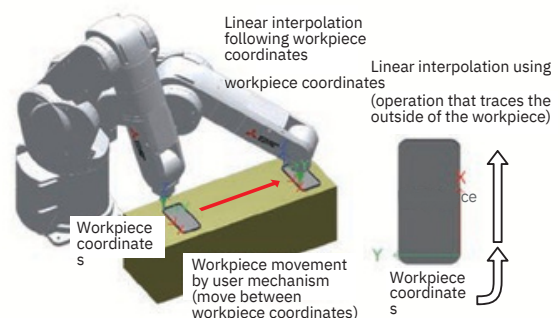 Linear interpolation
following workpiece
coordinates
workpiece coordinates
Linear interpolation using
(operation that traces the
outside of the workpiece)
Workpiece
coordinate
s
Workpiece movement
by user mechanism
(move between
workpiece coordinates)
X
ce
Y
Workpiece
coordinate
s